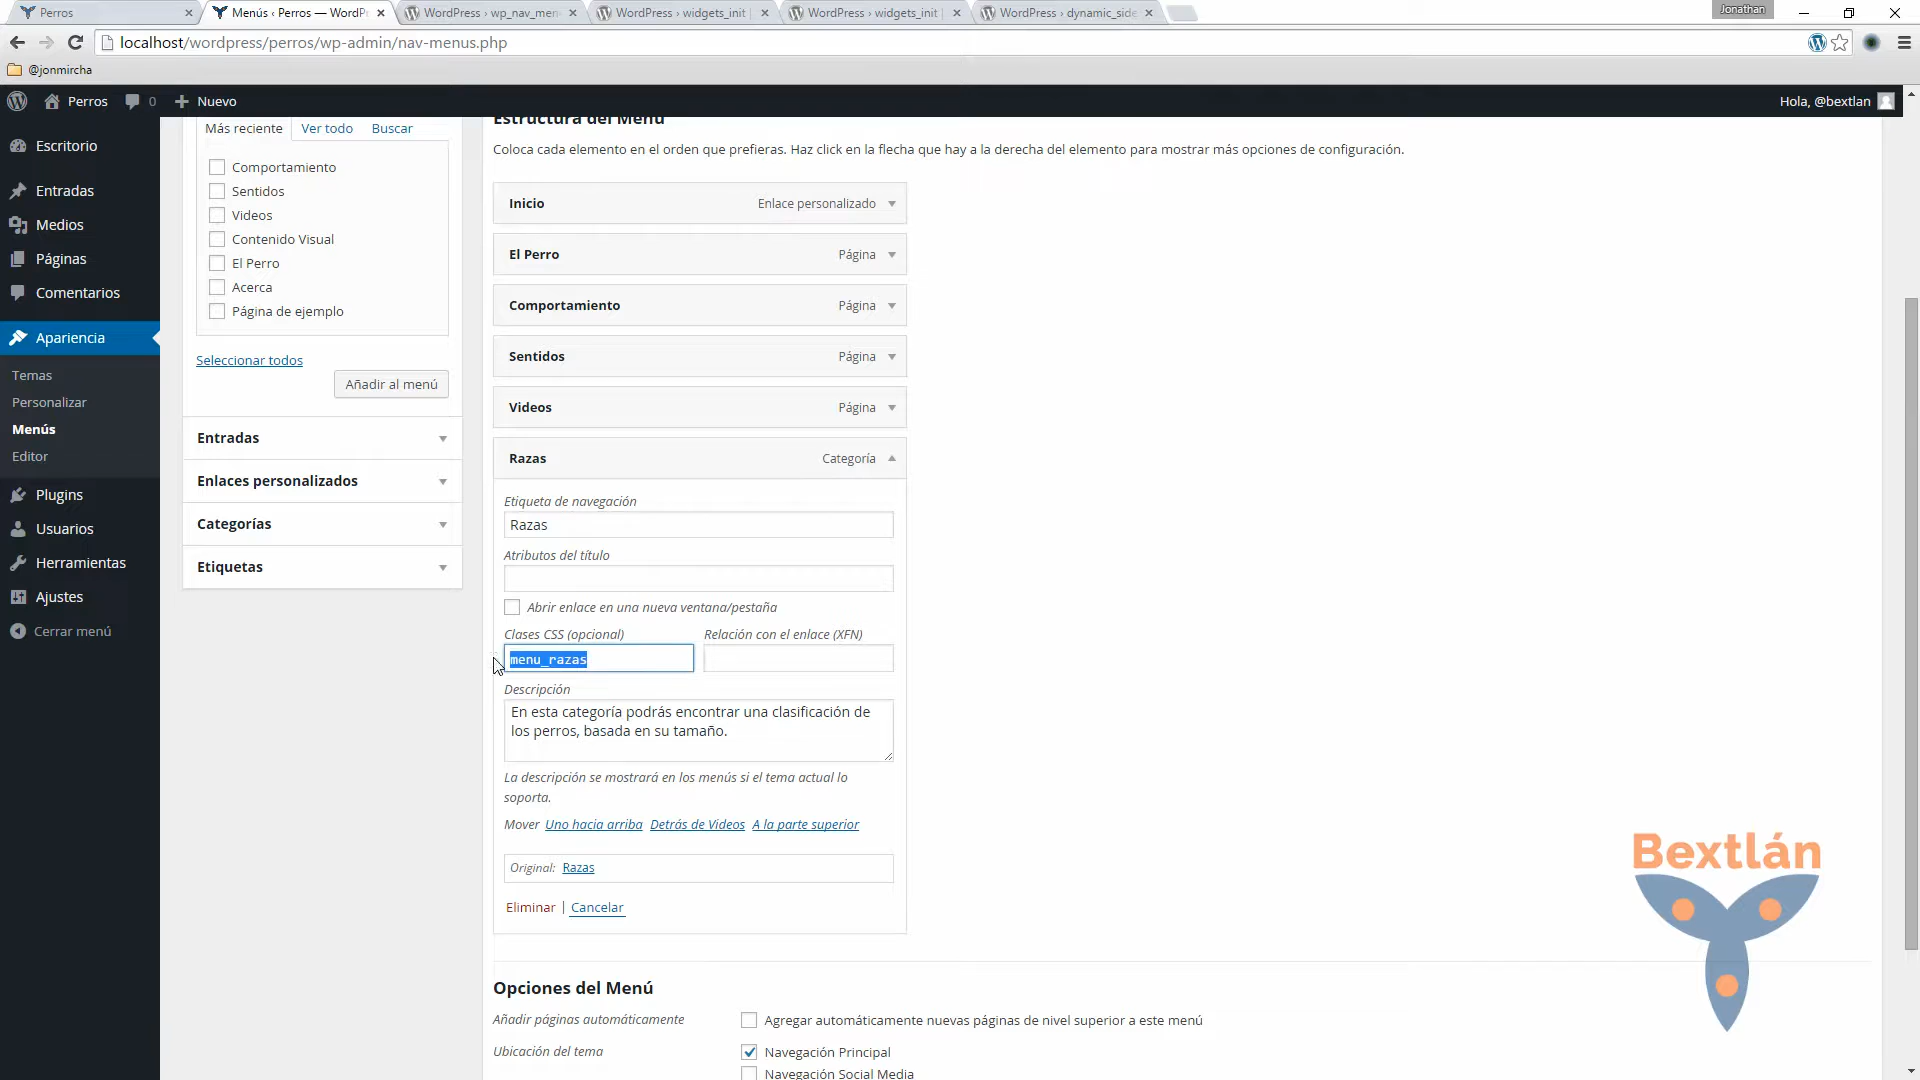 Perros
Menús ‹ Perros — WordPr
WordPress › wp_nav_men
WordPress › widgets_init |
WordPress › widgets_init |
WordPress › dynamic_side
Jonathan
localhost/wordpress/perros/wp-admin/nav-menus.php
@jonmircha
Perros
0
Nuevo
Hola, @bextlan
Escritorio
Entradas
Medios
Páginas
Comentarios
Apariencia
Temas
Personalizar
Menús
Editor
Plugins
Usuarios
Herramientas
Ajustes
Cerrar menú
Más reciente
Ver todo
Buscar
Comportamiento
Sentidos
Videos
Contenido Visual
El Perro
Acerca
Página de ejemplo
Seleccionar todos
Añadir al menú
Entradas
Enlaces personalizados
Categorías
Etiquetas
Estructura del Menú
Coloca cada elemento en el orden que prefieras. Haz click en la flecha que hay a la derecha del elemento para mostrar más opciones de configuración.
Inicio Enlace personalizado
El Perro Página
Comportamiento Página
Sentidos Página
Videos Página
Razas Categoría
Etiqueta de navegación
Razas
Atributos del título
Abrir enlace en una nueva ventana/pestaña
Clases CSS (opcional) Relación con el enlace (XFN)
menu_razas
Descripción
En esta categoría podrás encontrar una clasificación de
los perros, basada en su tamaño.
La descripción se mostrará en los menús si el tema actual lo
soporta.
Mover Uno hacia arriba Detrás de Videos A la parte superior
Original: Razas
Eliminar | Cancelar
Opciones del Menú
Añadir páginas automáticamente Agregar automáticamente nuevas páginas de nivel superior a este menú
Ubicación del tema Navegación Principal
Navegación Social Media
Bextlán